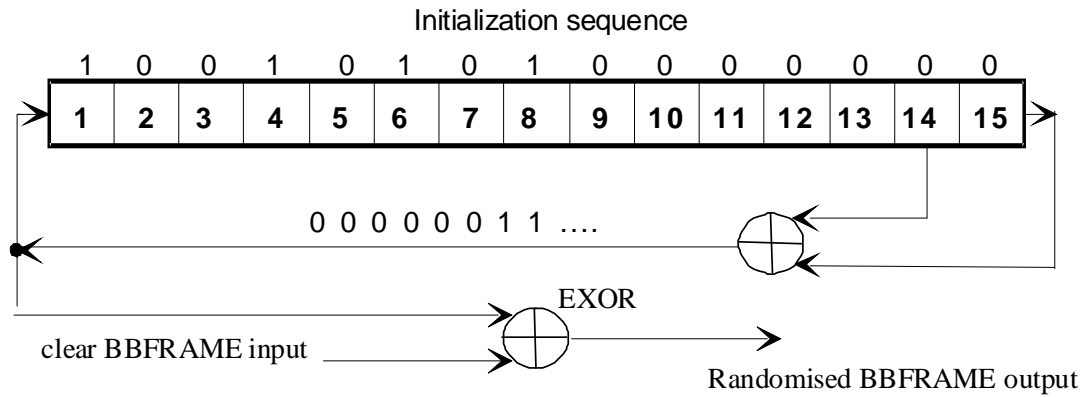 Initialization sequence
1 0 0 1 0 1 0 1 0 0 0 0 0 0 0
1 2 3 4 5 6 7 8 9 10 11 12 13 14 15
0 0 0 0 0 0 1 1 ....
EXOR
clear BBFRAME input
Randomised BBFRAME output